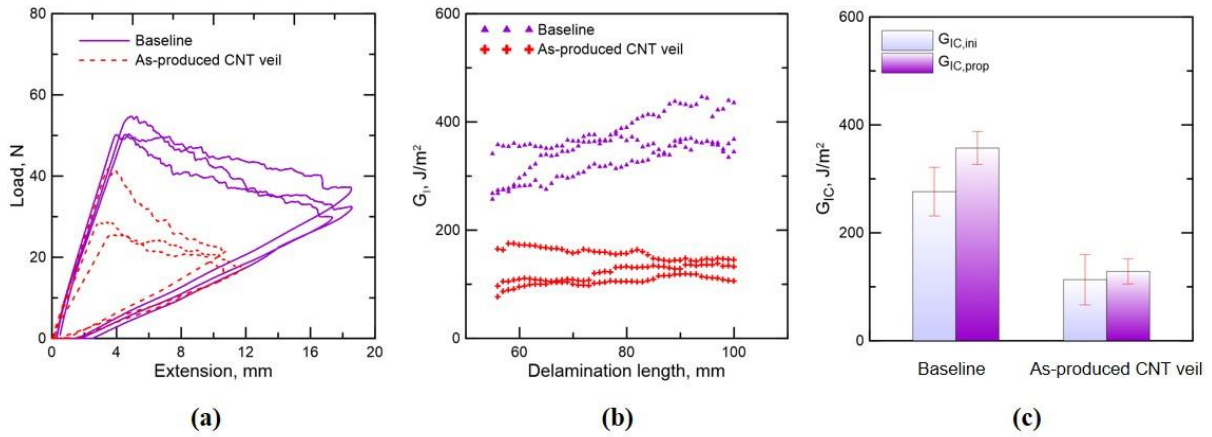 80
60
40
20
0
Load, N
Baseline
As-produced CNT veil
0 4 8 12 16 20
Extension, mm
(a)
600
400
200
0
G_I, J/m²
Baseline
As-produced CNT veil
60 80 100
Delamination length, mm
(b)
600
400
200
0
G_IC, J/m²
G_IC,ini
G_IC,prop
Baseline As-produced CNT veil
(c)